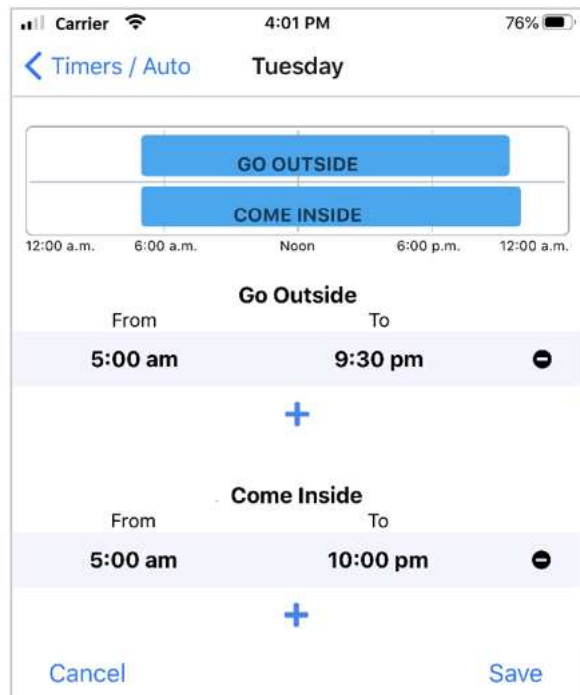 Carrier 4:01 PM 76%
Timers / Auto Tuesday
GO OUTSIDE
COME INSIDE
12:00 a.m. 6:00 a.m. Noon 6:00 p.m. 12:00 a.m.
Go Outside
From To
5:00 am 9:30 pm
+
Come Inside
From To
5:00 am 10:00 pm
+
Cancel Save